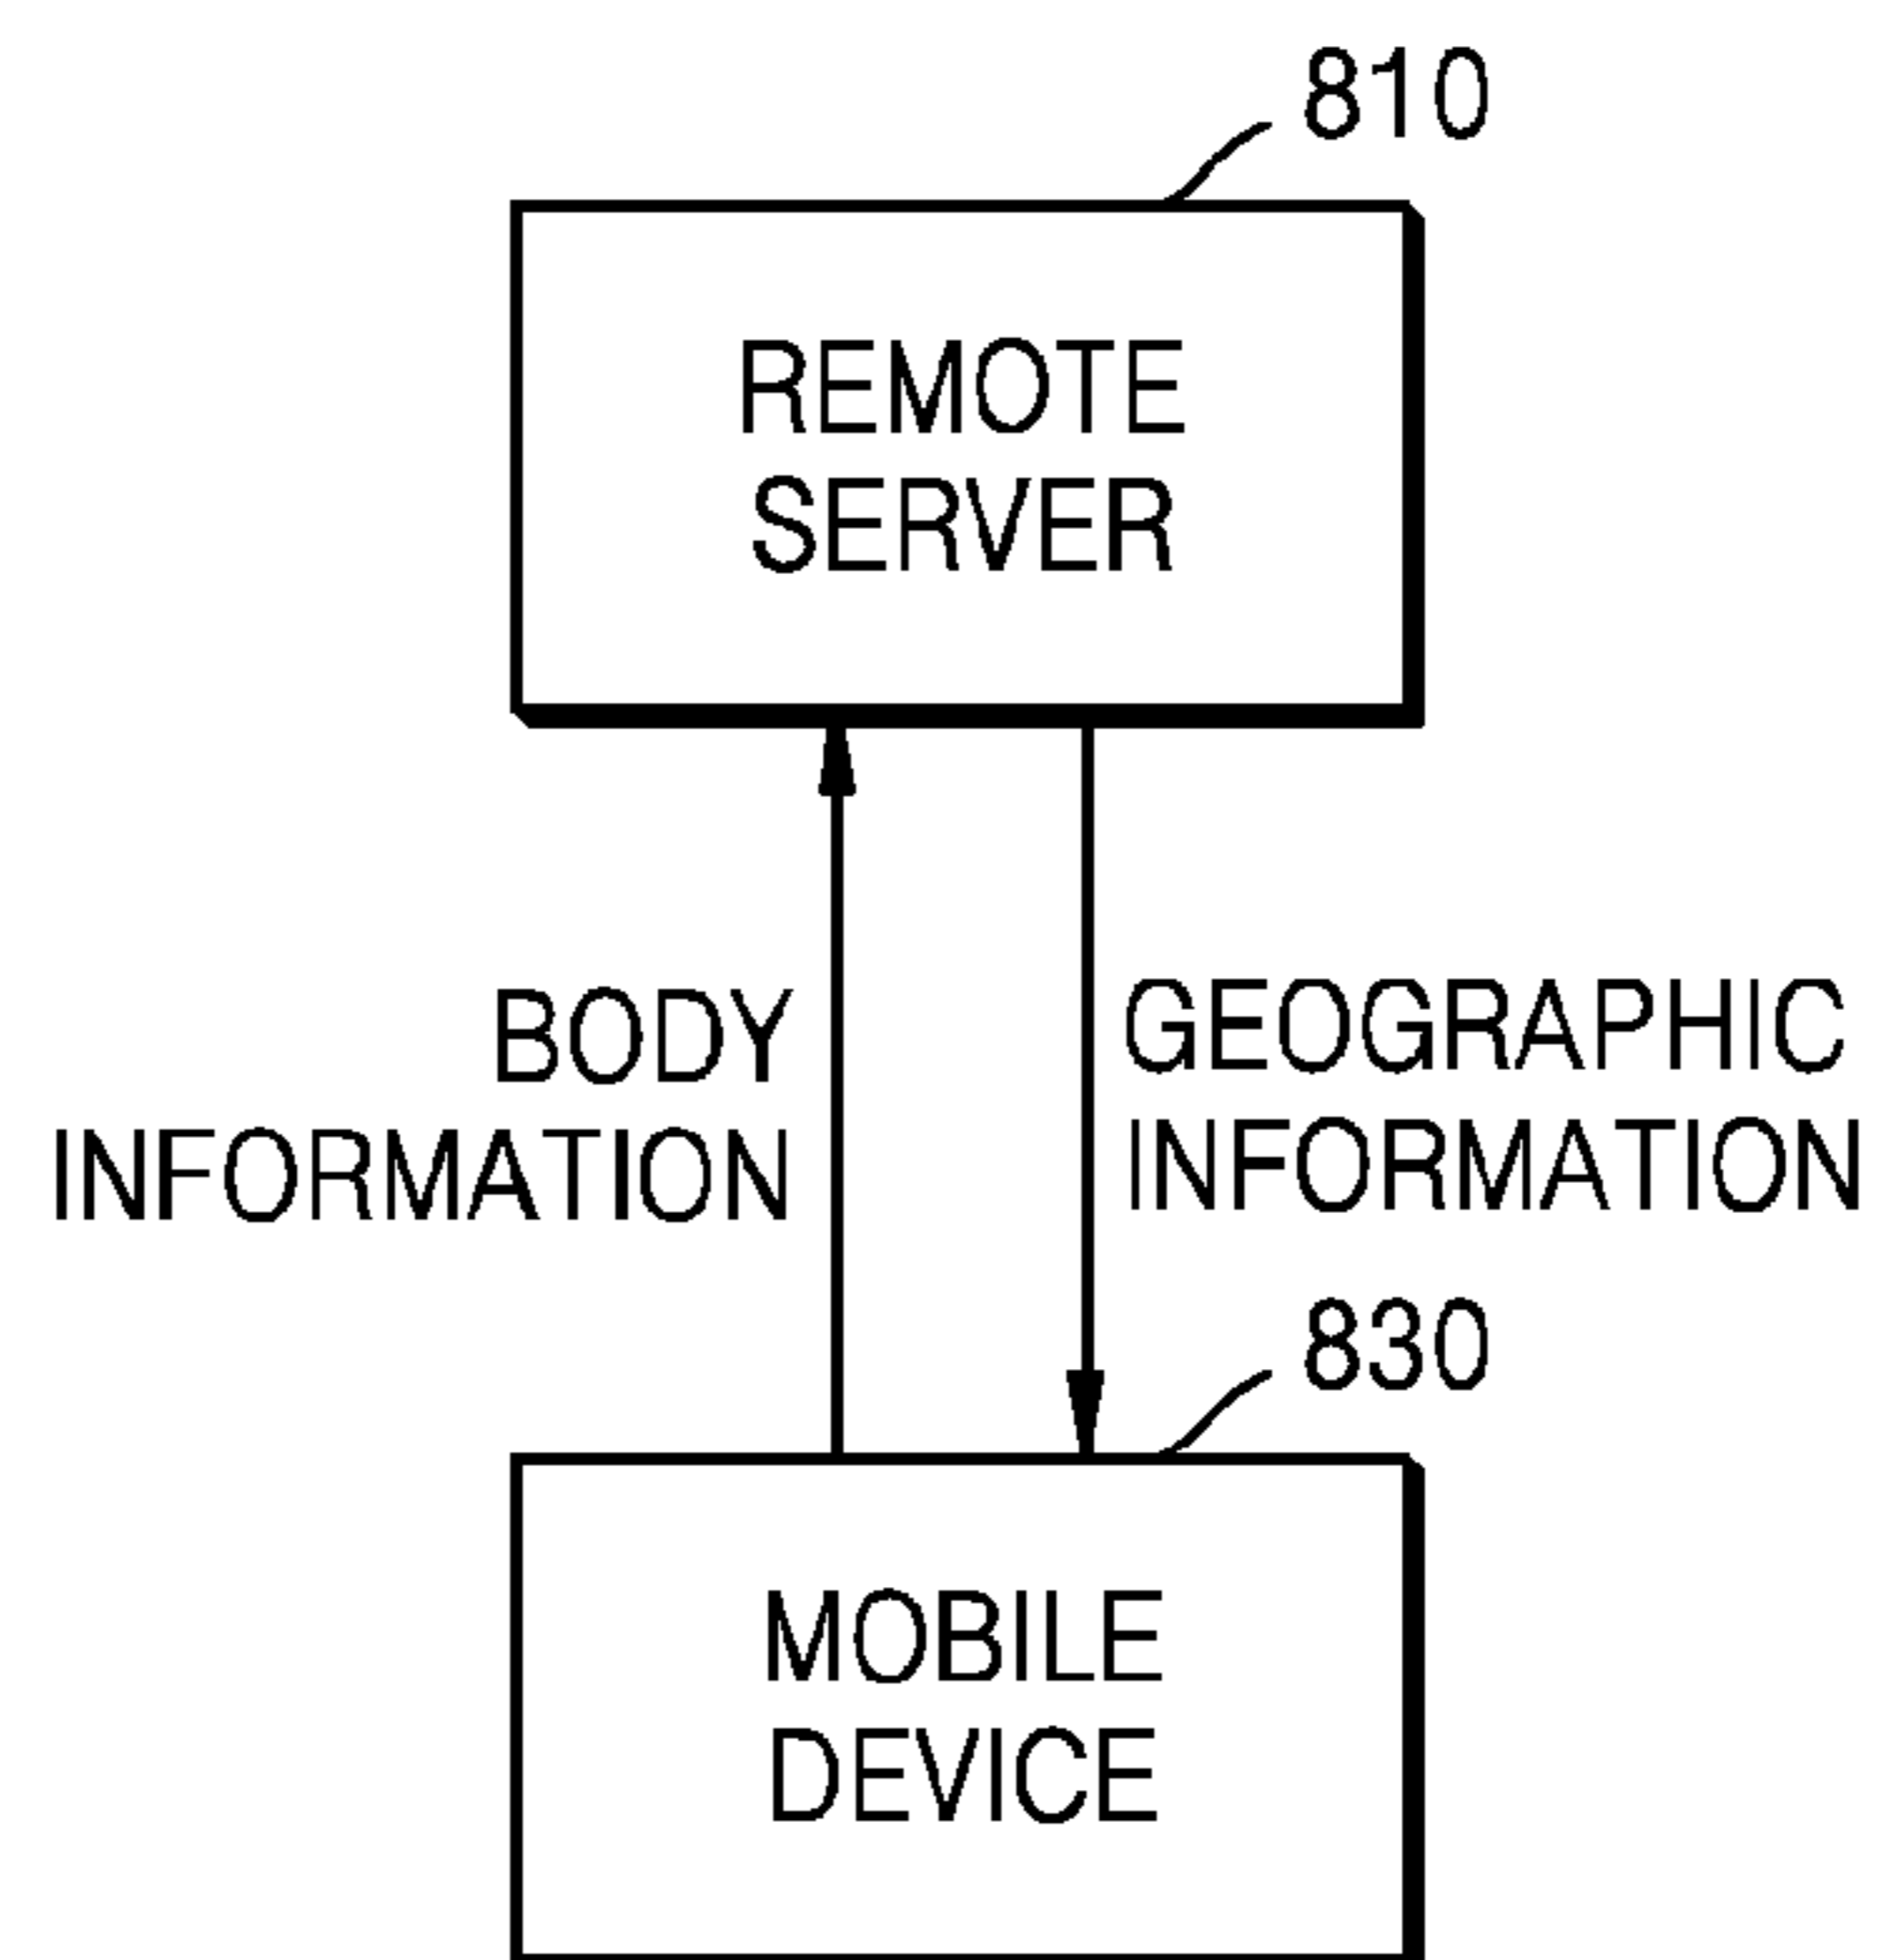 810
REMOTE
SERVER
BODY
INFORMATION
GEOGRAPHIC
INFORMATION
830
MOBILE
DEVICE